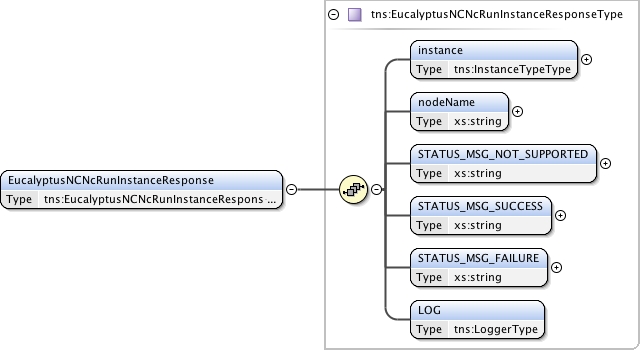 tns:EucalyptusNCNcRunInstanceResponseType
instance
Type tns:InstanceTypeType
nodeName
Type xs:string
STATUS_MSG_NOT_SUPPORTED
Type xs:string
EucalyptusNCNcRunInstanceResponse
Type tns:EucalyptusNCNcRunInstanceRespons ...
STATUS_MSG_SUCCESS
Type xs:string
STATUS_MSG_FAILURE
Type xs:string
LOG
Type tns:LoggerType